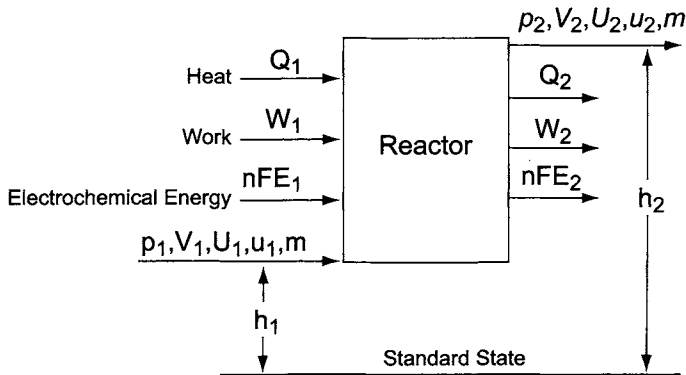 p₂,V₂,U₂,u₂,m
Heat Q₁
Q₂
Work W₁
Reactor
W₂
Electrochemical Energy nFE₁
nFE₂
p₁,V₁,U₁,u₁,m
h₂
h₁
Standard State